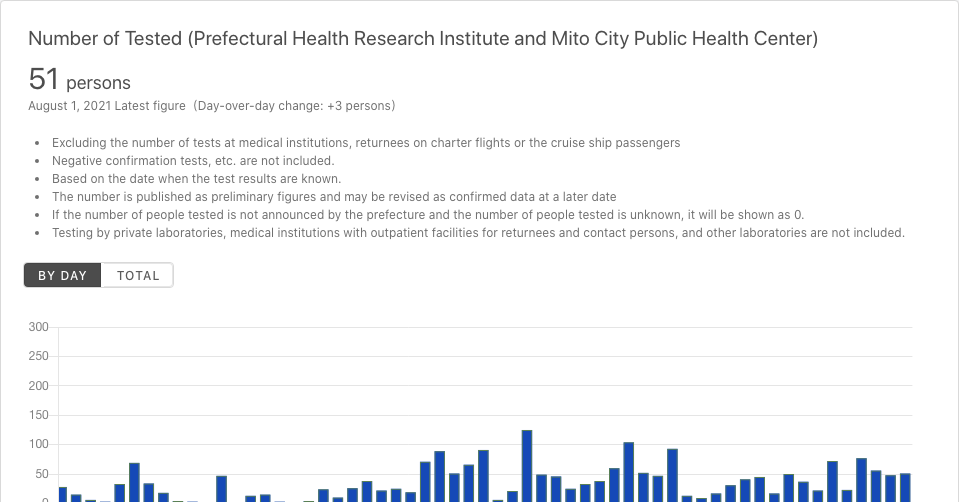 Number of Tested (Prefectural Health Research Institute and Mito City Public Health Center)
51 persons
August 1, 2021 Latest figure (Day-over-day change: +3 persons)
• Excluding the number of tests at medical institutions, returnees on charter flights or the cruise ship passengers
• Negative confirmation tests, etc. are not included.
• Based on the date when the test results are known.
• The number is published as preliminary figures and may be revised as confirmed data at a later date
• If the number of people tested is not announced by the prefecture and the number of people tested is unknown, it will be shown as 0.
• Testing by private laboratories, medical institutions with outpatient facilities for returnees and contact persons, and other laboratories are not included.
BY DAY TOTAL
300
250
200
150
100
50
0